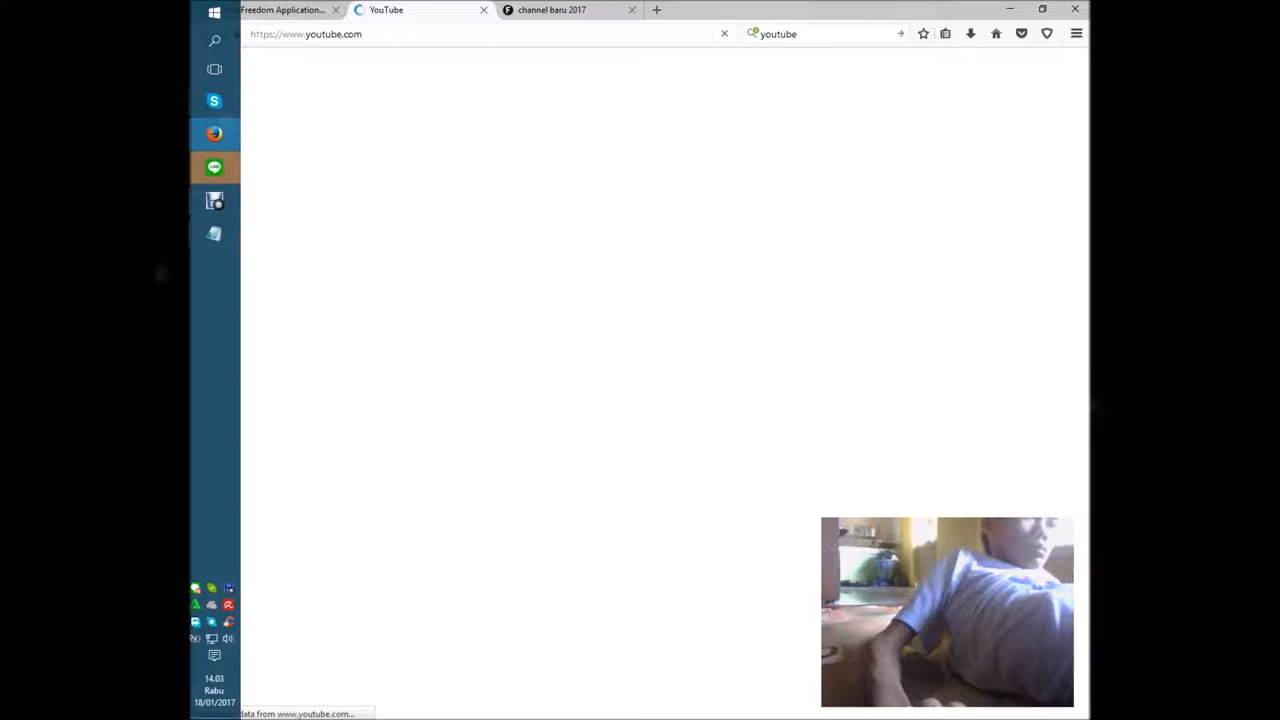 Freedom Application...
YouTube
channel baru 2017
https://www.youtube.com
youtube
S
LINE
14.03
Rabu
18/01/2017
data from www.youtube.com...